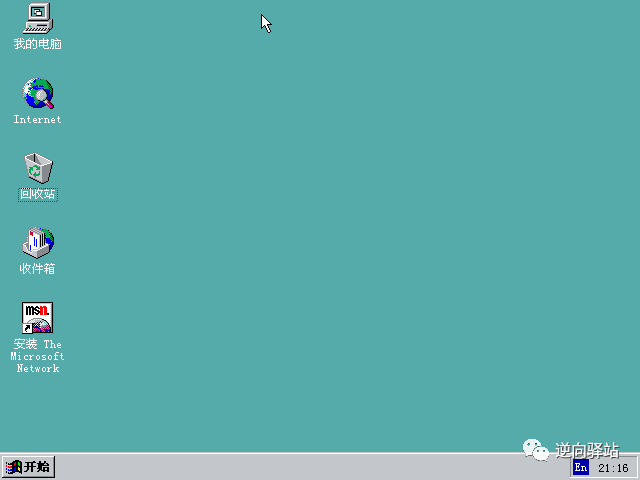 我的电脑
Internet
回收站
收件箱
msn.
安装 The
Microsoft
Network
逆向驿站
开始
En
21:16